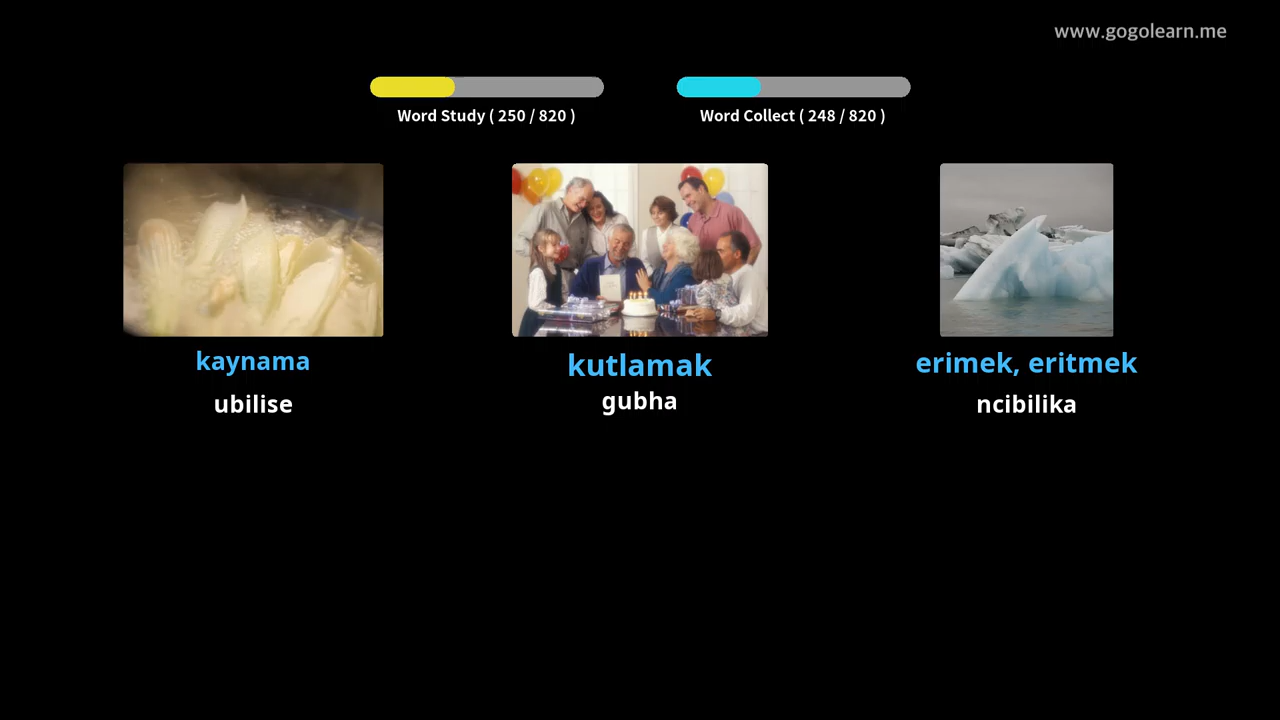 www.gogolearn.me
Word Study ( 250 / 820 )
Word Collect ( 248 / 820 )
kaynama
kutlamak
erimek, eritmek
ubilise
gubha
ncibilika